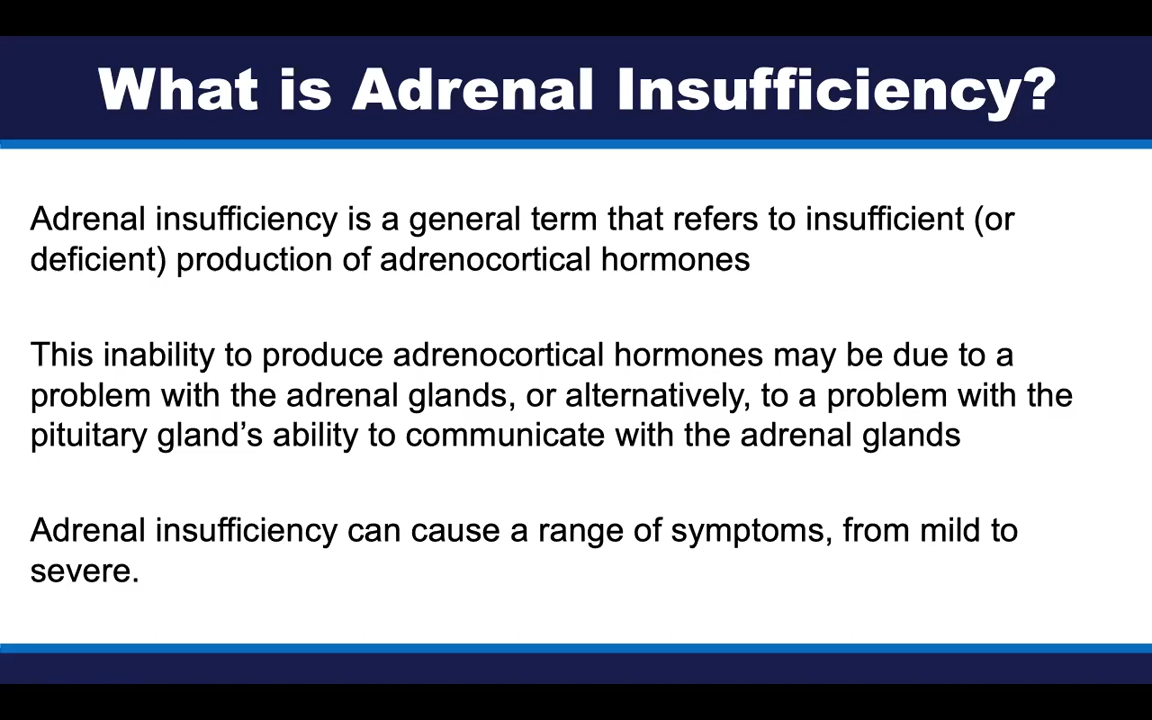 What is Adrenal Insufficiency?
Adrenal insufficiency is a general term that refers to insufficient (or
deficient) production of adrenocortical hormones
This inability to produce adrenocortical hormones may be due to a
problem with the adrenal glands, or alternatively, to a problem with the
pituitary gland’s ability to communicate with the adrenal glands
Adrenal insufficiency can cause a range of symptoms, from mild to
severe.